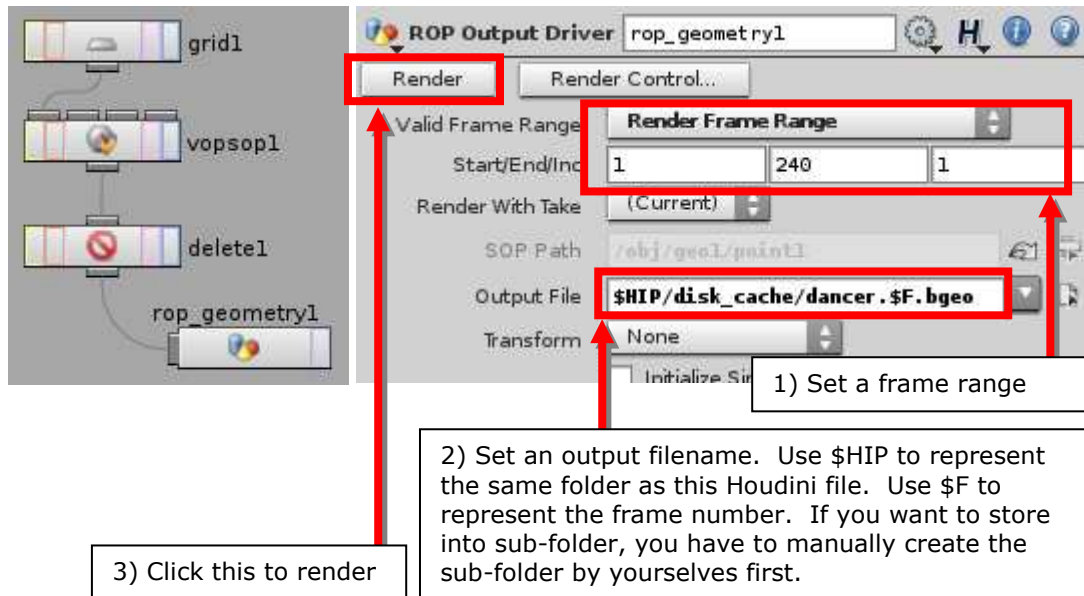 grid1
vopsop1
delete1
rop_geometry1
ROP Output Driver rop_geometry1
Render Render Control...
Valid Frame Range Render Frame Range
Start/End/Inc 1 240 1
Render With Take (Current)
SOP Path /obj/geo1/point1
Output File $HIP/disk_cache/dancer.$F.bgeo
Transform None
1) Set a frame range
2) Set an output filename. Use $HIP to represent
the same folder as this Houdini file. Use $F to
represent the frame number. If you want to store
into sub-folder, you have to manually create the
sub-folder by yourselves first.
3) Click this to render